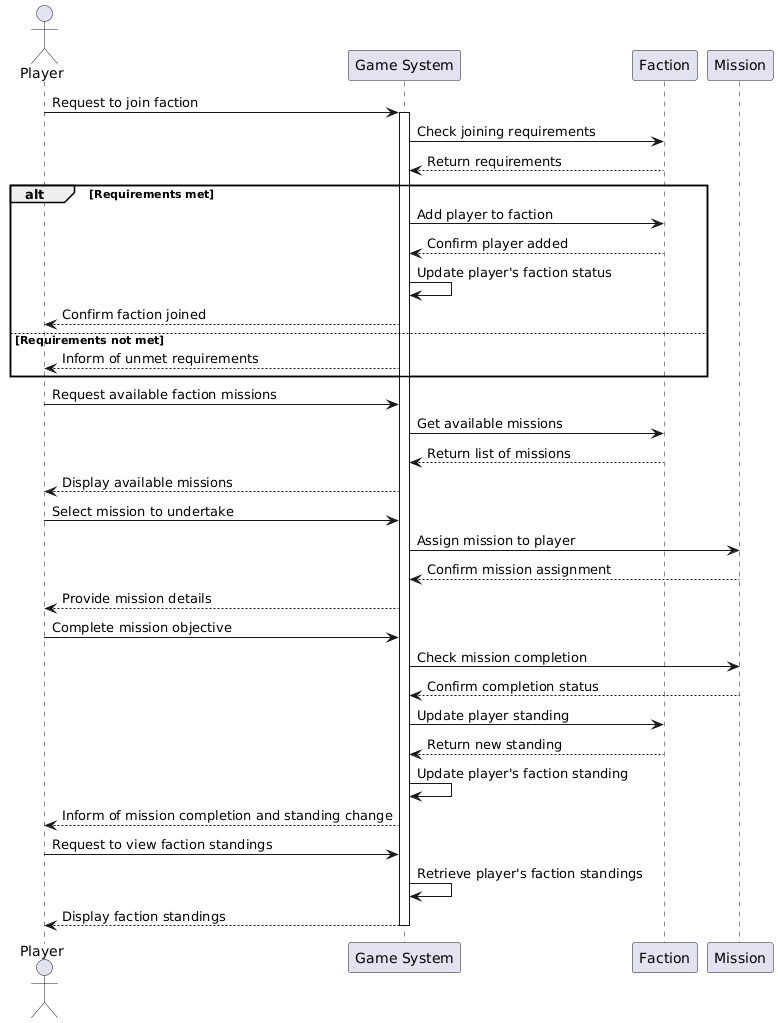 Player
Game System
Faction
Mission
Request to join faction
Check joining requirements
Return requirements
alt
[Requirements met]
Add player to faction
Confirm player added
Update player's faction status
Confirm faction joined
[Requirements not met]
Inform of unmet requirements
Request available faction missions
Get available missions
Return list of missions
Display available missions
Select mission to undertake
Assign mission to player
Confirm mission assignment
Provide mission details
Complete mission objective
Check mission completion
Confirm completion status
Update player standing
Return new standing
Update player's faction standing
Inform of mission completion and standing change
Request to view faction standings
Retrieve player's faction standings
Display faction standings
Player
Game System
Faction
Mission